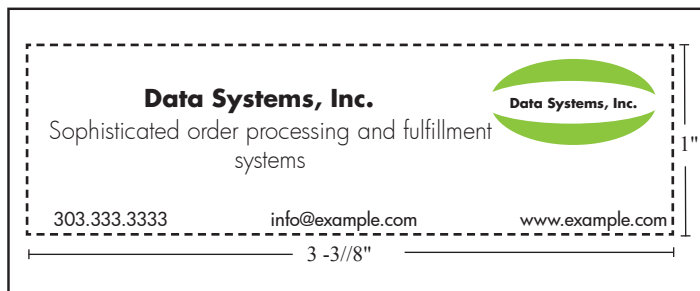 Data Systems, Inc.
Data Systems, Inc.
Sophisticated order processing and fulfillment
systems
303.333.3333 info@example.com www.example.com
1"
3 -3//8"